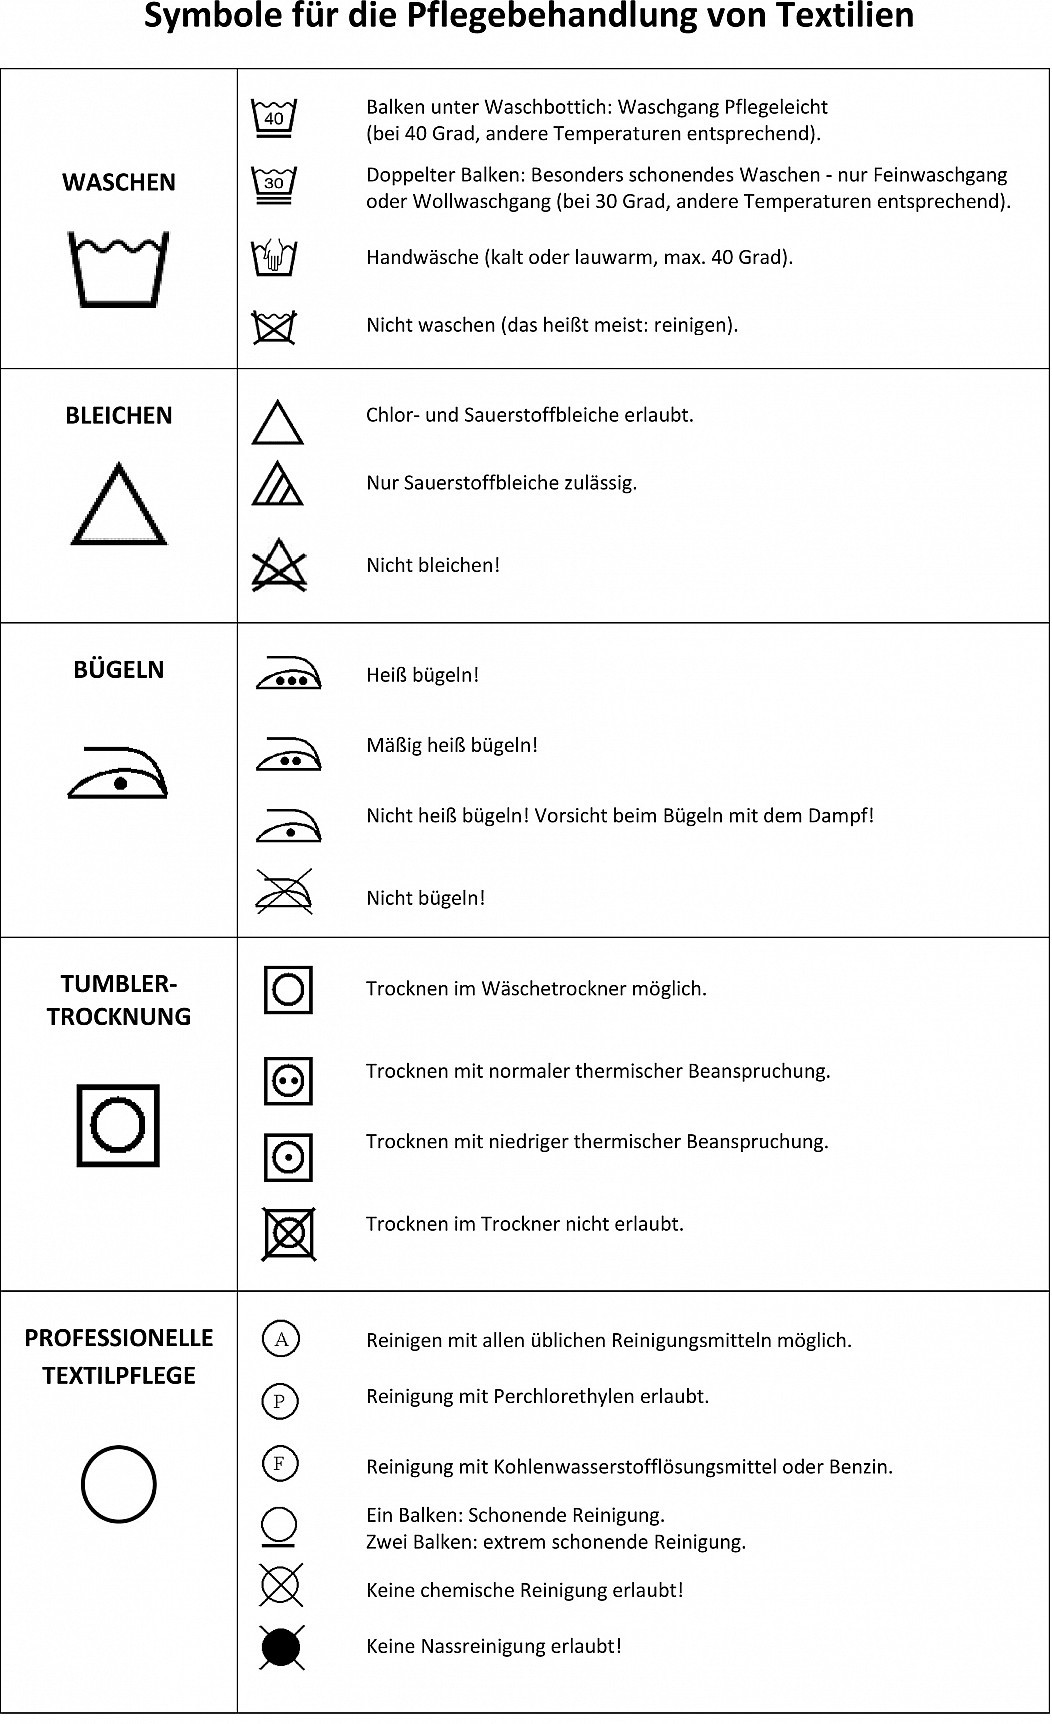 Symbole für die Pflegebehandlung von Textilien
WASCHEN
40
Balken unter Waschbottich: Waschgang Pflegeleicht
(bei 40 Grad, andere Temperaturen entsprechend).
30
Doppelter Balken: Besonders schonendes Waschen - nur Feinwaschgang
oder Wollwaschgang (bei 30 Grad, andere Temperaturen entsprechend).
Handwäsche (kalt oder lauwarm, max. 40 Grad).
Nicht waschen (das heißt meist: reinigen).
BLEICHEN
Chlor- und Sauerstoffbleiche erlaubt.
Nur Sauerstoffbleiche zulässig.
Nicht bleichen!
BÜGELN
Heiß bügeln!
Mäßig heiß bügeln!
Nicht heiß bügeln! Vorsicht beim Bügeln mit dem Dampf!
Nicht bügeln!
TUMBLER-
TROCKNUNG
Trocknen im Wäschetrockner möglich.
Trocknen mit normaler thermischer Beanspruchung.
Trocknen mit niedriger thermischer Beanspruchung.
Trocknen im Trockner nicht erlaubt.
PROFESSIONELLE
TEXTILPFLEGE
A
Reinigen mit allen üblichen Reinigungsmitteln möglich.
P
Reinigung mit Perchlorethylen erlaubt.
F
Reinigung mit Kohlenwasserstofflösungsmittel oder Benzin.
Ein Balken: Schonende Reinigung.
Zwei Balken: extrem schonende Reinigung.
Keine chemische Reinigung erlaubt!
Keine Nassreinigung erlaubt!